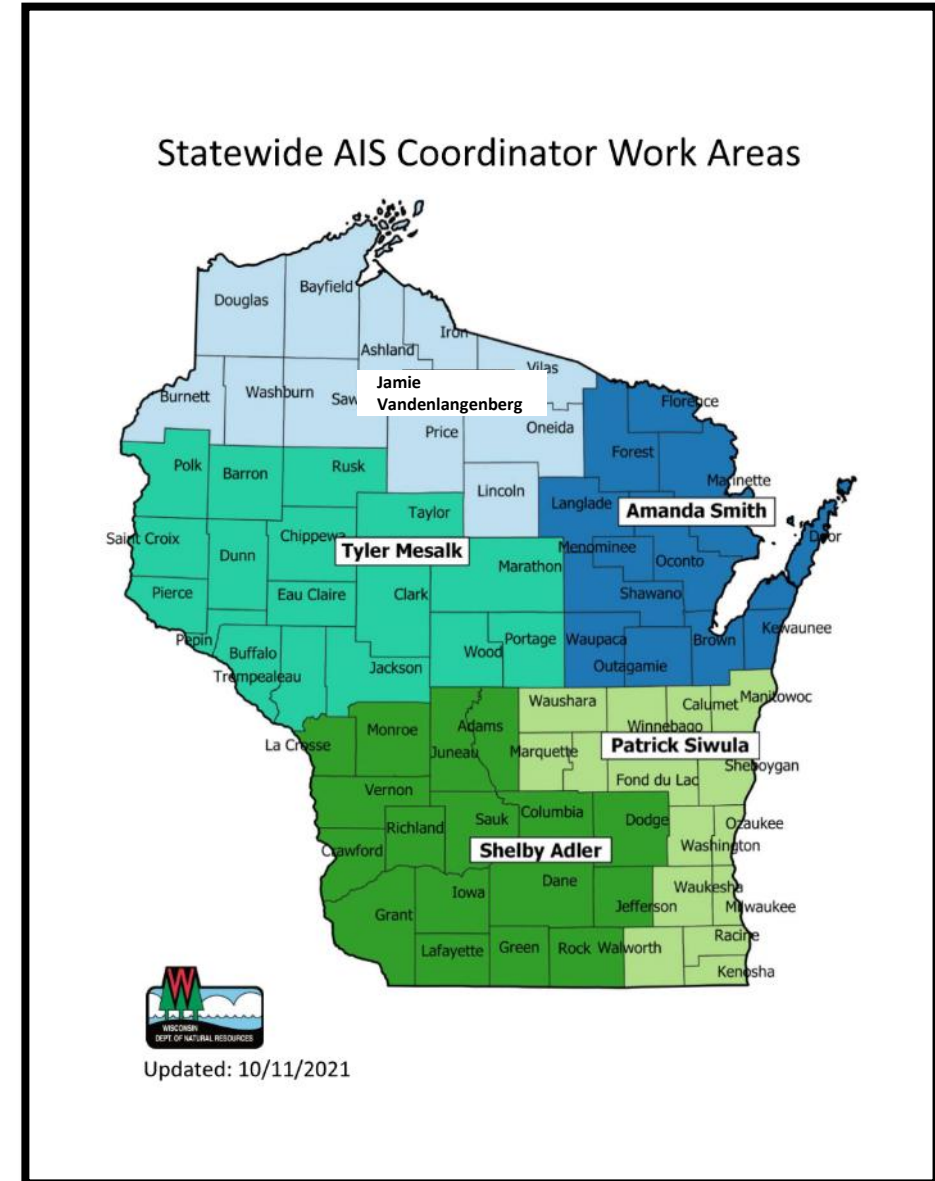 Statewide AIS Coordinator Work Areas
Bayfield
Douglas
Iron
Ashland
Vilas
Jamie
Vandenlangenberg
Burnett
Washburn
Saw
Florence
Price
Oneida
Forest
Polk
Barron
Rusk
Marinette
Lincoln
Langlade
Amanda Smith
Taylor
Saint Croix
Chippewa
Door
Tyler Mesalk
Menominee
Dunn
Oconto
Marathon
Pierce
Eau Claire
Clark
Shawano
Pepin
Buffalo
Wood
Portage
Waupaca
Brown
Kewaunee
Trempealeau
Jackson
Outagamie
Waushara
Calumet
Manitowoc
Winnebago
La Crosse
Monroe
Adams
Juneau
Marquette
Patrick Siwula
Sheboygan
Fond du Lac
Vernon
Richland
Sauk
Columbia
Dodge
Ozaukee
Crawford
Shelby Adler
Washington
Dane
Waukesha
Iowa
Grant
Jefferson
Milwaukee
Lafayette
Green
Rock
Walworth
Racine
Kenosha
W
WISCONSIN
DEPT. OF NATURAL RESOURCES
Updated: 10/11/2021